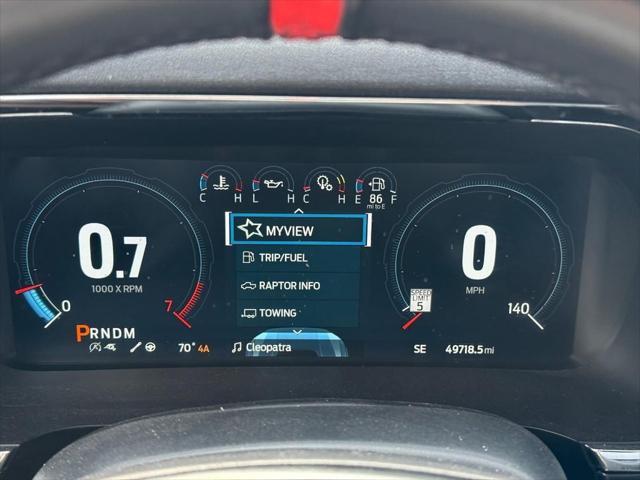 C H L H C H E 86 F
mi to E
MYVIEW
TRIP/FUEL
RAPTOR INFO
TOWING
0.7
1000 X RPM
0 7
0
MPH
SPEED
LIMIT
5
140
PRNDM
70° 4A
Cleopatra
SE 49718.5 mi